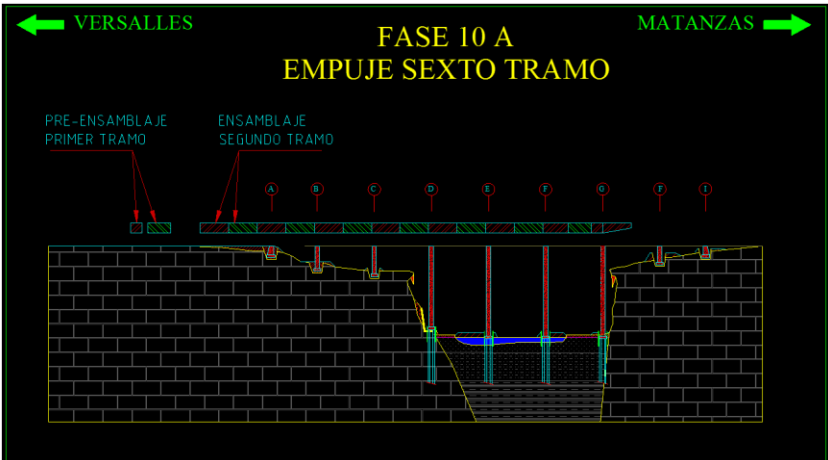 VERSALLES
MATANZAS
FASE 10 A
EMPUJE SEXTO TRAMO
PRE-ENSAMBLAJE
PRIMER TRAMO
ENSAMBLAJE
SEGUNDO TRAMO
A B C D E F G F I